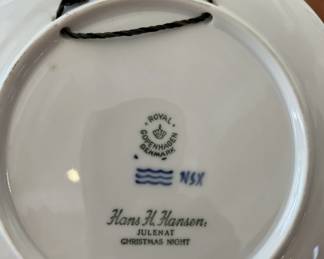 ROYAL
COPENHAGEN
DENMARK
NSX
Hans H. Hansen:
JULENAT
CHRISTMAS NIGHT